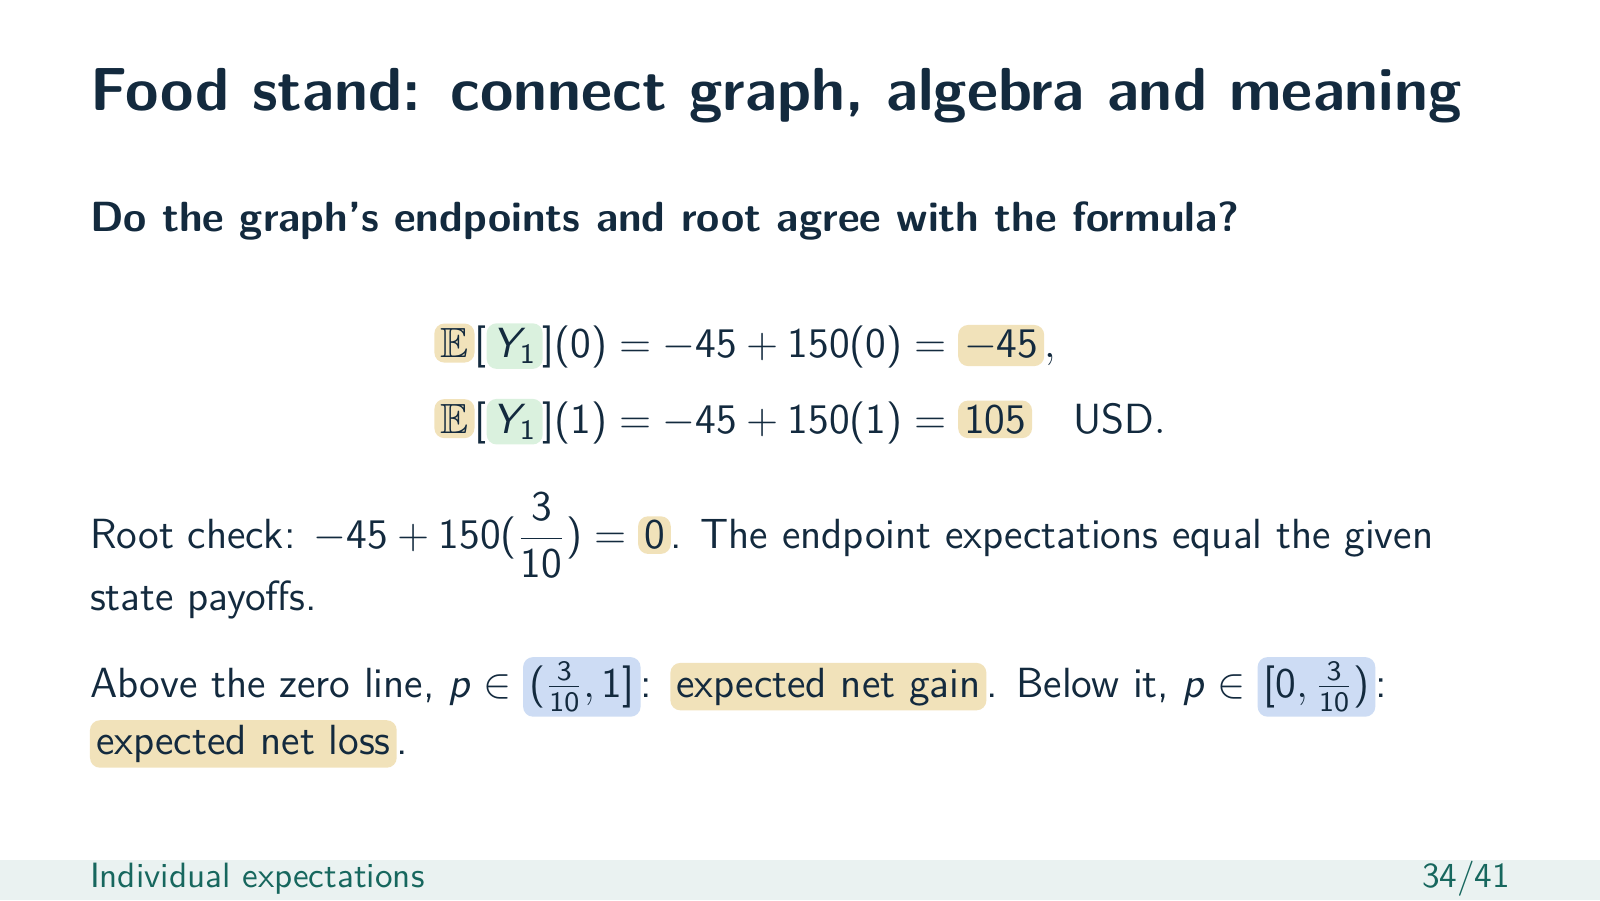 Food stand: connect graph, algebra and meaning
Do the graph's endpoints and root agree with the formula?
𝔼[Y₁](0) = −45 + 150(0) = −45,
𝔼[Y₁](1) = −45 + 150(1) = 105 USD.
Root check: −45 + 150(3/10) = 0. The endpoint expectations equal the given
state payoffs.
Above the zero line, p ∈ (3/10, 1]: expected net gain. Below it, p ∈ [0, 3/10):
expected net loss.
Individual expectations
34/41